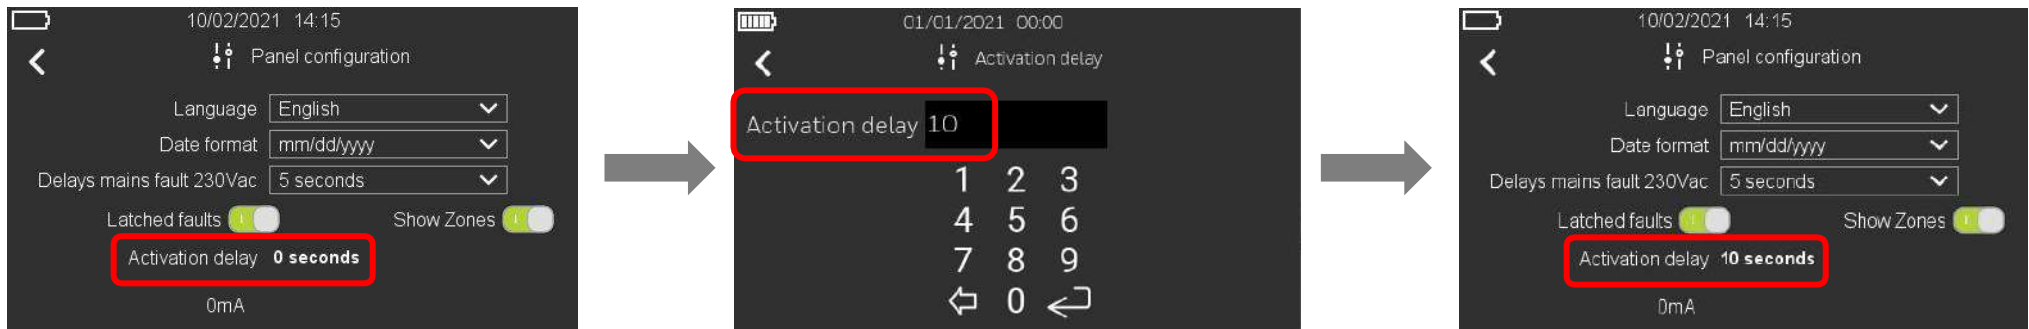 10/02/2021 14:15
Panel configuration
Language English
Date format mm/dd/yyyy
Delays mains fault 230Vac 5 seconds
Latched faults Show Zones
Activation delay 0 seconds
0mA
01/01/2021 00:00
Activation delay
Activation delay 10
1 2 3
4 5 6
7 8 9
0
10/02/2021 14:15
Panel configuration
Language English
Date format mm/dd/yyyy
Delays mains fault 230Vac 5 seconds
Latched faults Show Zones
Activation delay 10 seconds
0mA